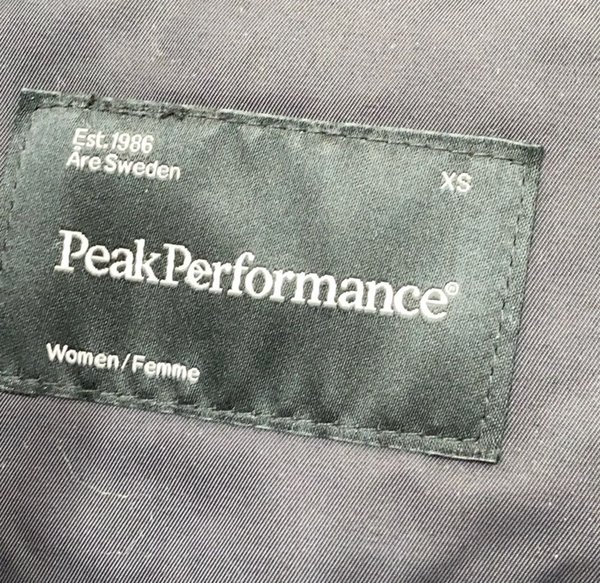 Est.1986
Åre Sweden
XS
PeakPerformance®
Women/Femme